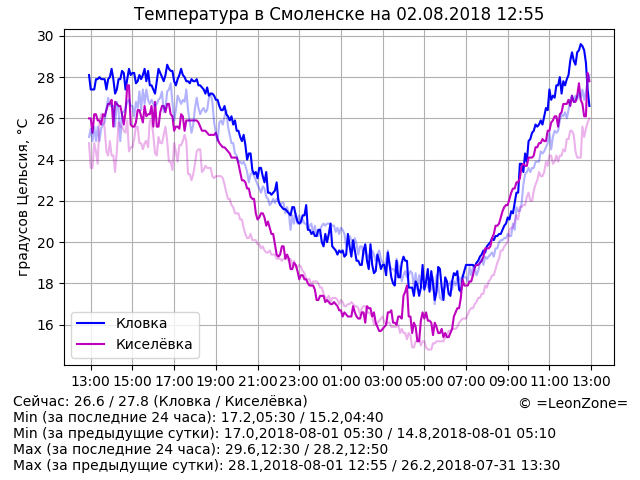 Температура в Смоленске на 02.08.2018 12:55
градусов Цельсия, °C
30
28
26
24
22
20
18
16
Кловка
Киселёвка
13:00 15:00 17:00 19:00 21:00 23:00 01:00 03:00 05:00 07:00 09:00 11:00 13:00
Сейчас: 26.6 / 27.8 (Кловка / Киселёвка)
© =LeonZone=
Min (за последние 24 часа): 17.2,05:30 / 15.2,04:40
Min (за предыдущие сутки): 17.0,2018-08-01 05:30 / 14.8,2018-08-01 05:10
Max (за последние 24 часа): 29.6,12:30 / 28.2,12:50
Max (за предыдущие сутки): 28.1,2018-08-01 12:55 / 26.2,2018-07-31 13:30